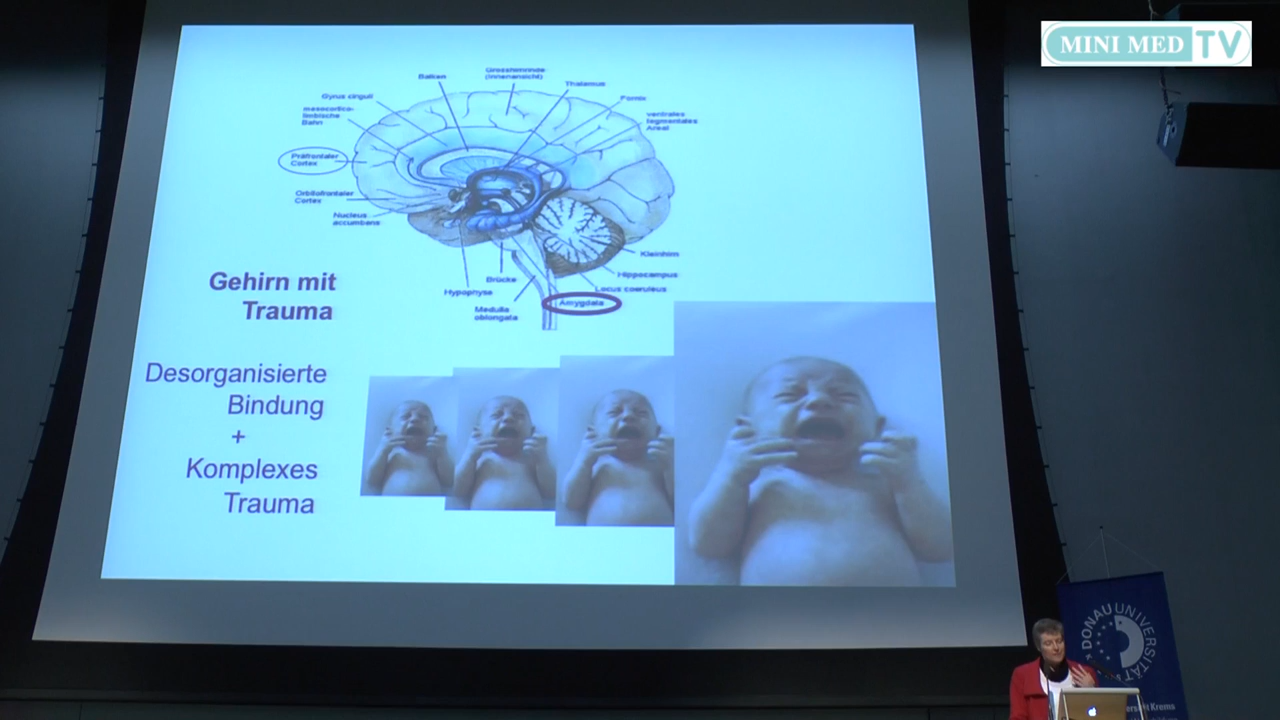 MINI MED TV
Balken
Grosshirnrinde
(Innenansicht)
Thalamus
Gyrus cinguli
Fornix
mesocortico-
limbische
Bahn
ventrales
tegmentales
Areal
Präfrontaler
Cortex
Orbitofrontaler
Cortex
Nucleus
accumbens
Kleinhirn
Hippocampus
Brücke
Locus coeruleus
Hypophyse
Amygdala
Medulla
oblongata
Gehirn mit
Trauma
Desorganisierte
Bindung
+
Komplexes
Trauma
DONAU UNIVERSITÄT
Krems